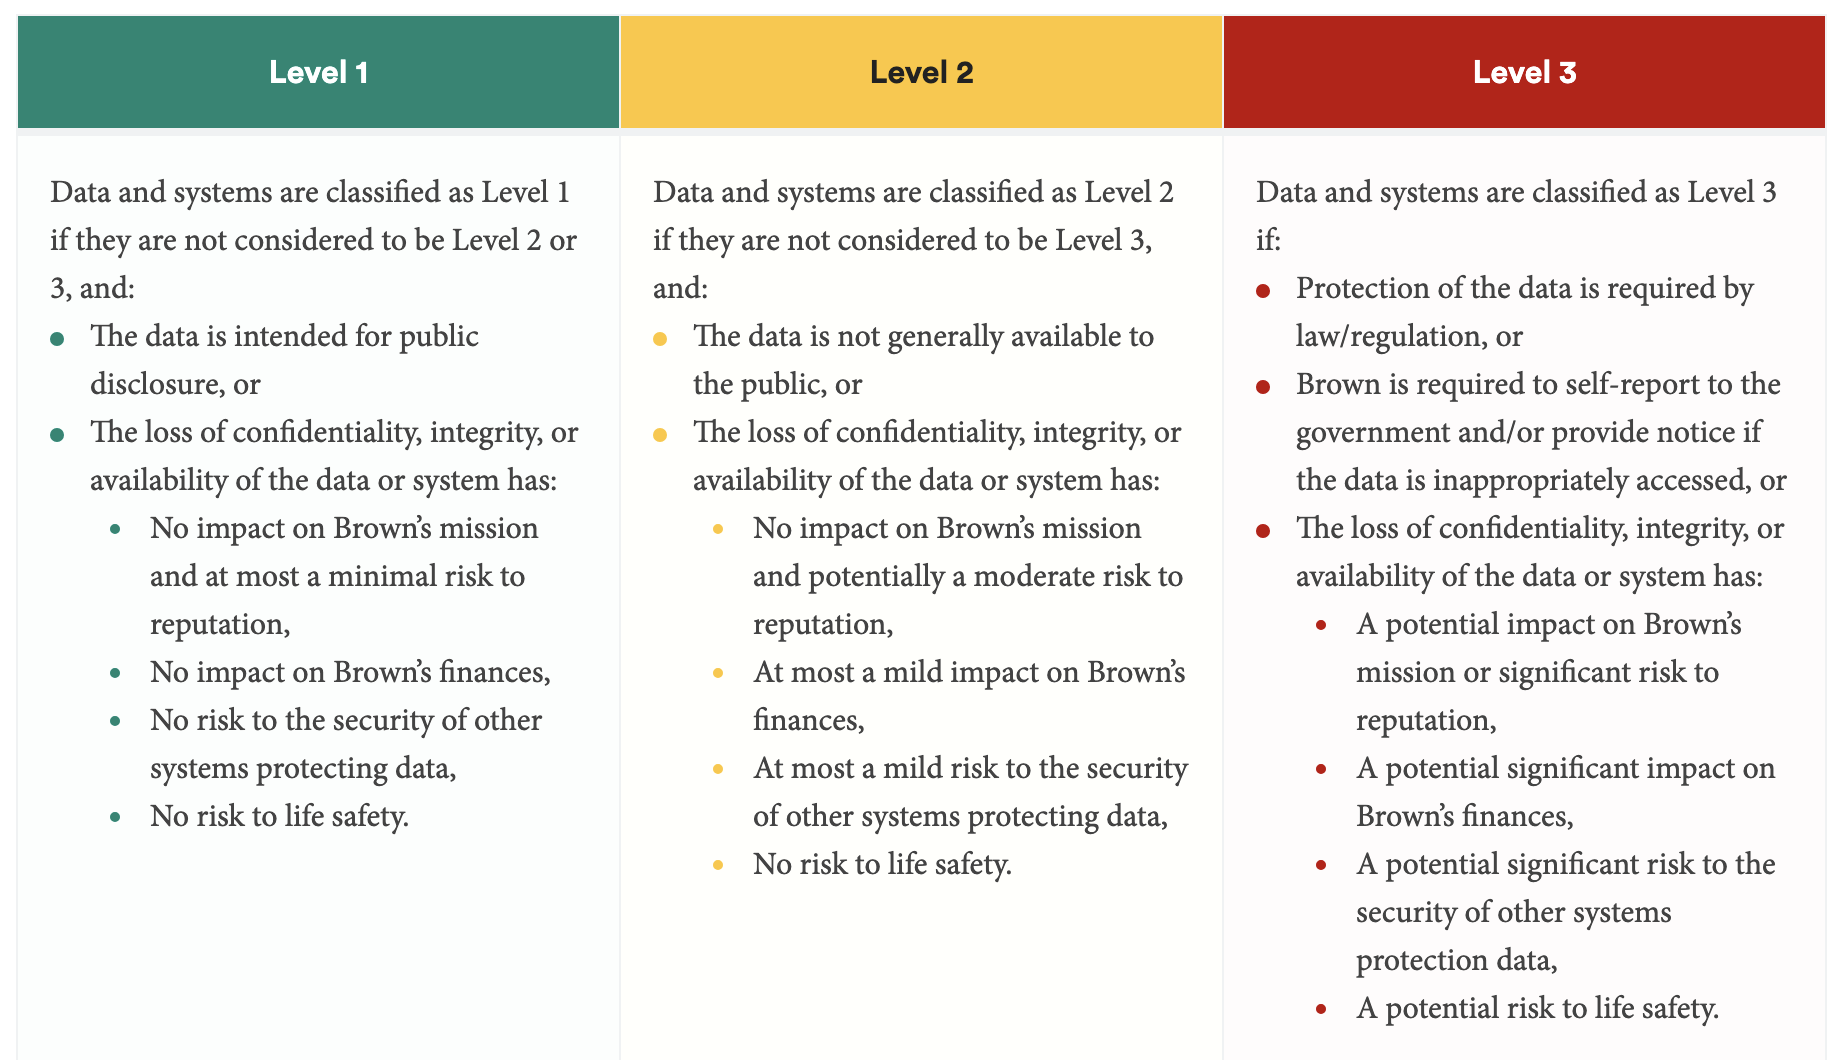 Level 1
Level 2
Level 3
Data and systems are classified as Level 1
if they are not considered to be Level 2 or
3, and:
The data is intended for public
disclosure, or
The loss of confidentiality, integrity, or
availability of the data or system has:
No impact on Brown’s mission
and at most a minimal risk to
reputation,
No impact on Brown’s finances,
No risk to the security of other
systems protecting data,
No risk to life safety.
Data and systems are classified as Level 2
if they are not considered to be Level 3,
and:
The data is not generally available to
the public, or
The loss of confidentiality, integrity, or
availability of the data or system has:
No impact on Brown’s mission
and potentially a moderate risk to
reputation,
At most a mild impact on Brown’s
finances,
At most a mild risk to the security
of other systems protecting data,
No risk to life safety.
Data and systems are classified as Level 3
if:
Protection of the data is required by
law/regulation, or
Brown is required to self-report to the
government and/or provide notice if
the data is inappropriately accessed, or
The loss of confidentiality, integrity, or
availability of the data or system has:
A potential impact on Brown’s
mission or significant risk to
reputation,
A potential significant impact on
Brown’s finances,
A potential significant risk to the
security of other systems
protection data,
A potential risk to life safety.